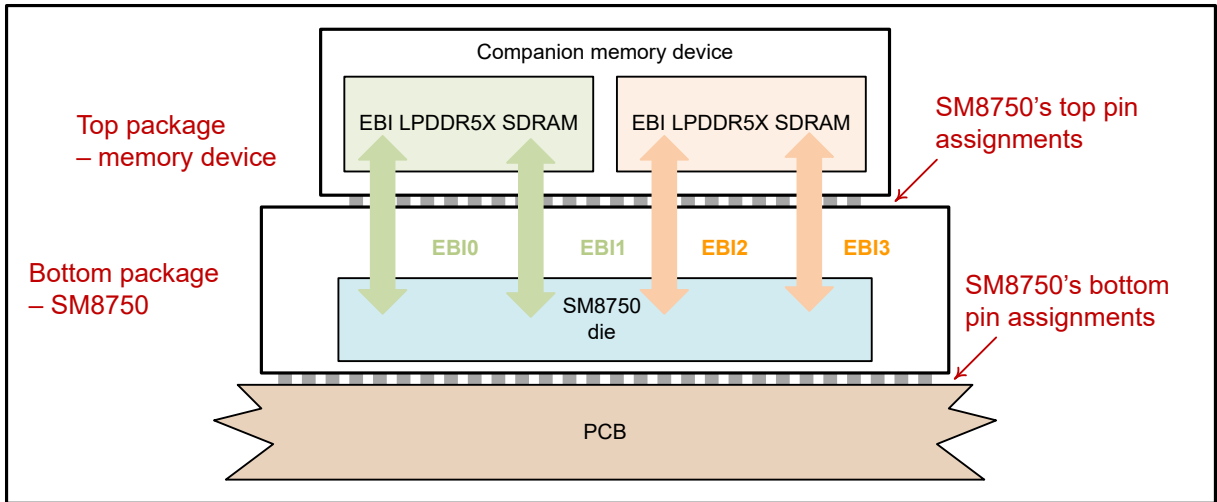 Companion memory device
EBI LPDDR5X SDRAM
EBI LPDDR5X SDRAM
Top package
– memory device
SM8750’s top pin
assignments
EBI0
EBI1
EBI2
EBI3
Bottom package
– SM8750
SM8750
die
SM8750’s bottom
pin assignments
PCB